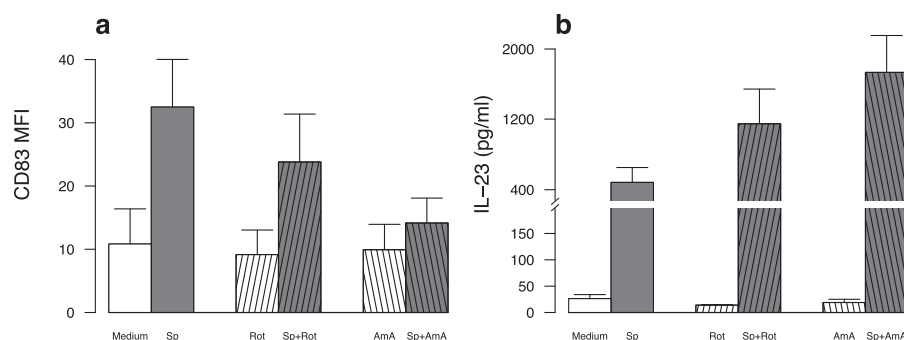 a
CD83 MFI
40
30
20
10
0
Medium Sp Rot Sp+Rot AmA Sp+AmA
b
IL−23 (pg/ml)
2000
1200
400
150
100
50
0
Medium Sp Rot Sp+Rot AmA Sp+AmA